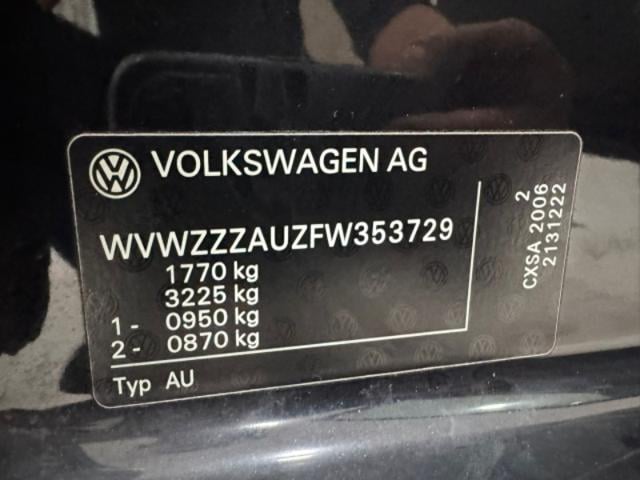 VOLKSWAGEN AG
WVWZZZAUZFW353729
1770 kg
3225 kg
1 - 0950 kg
2 - 0870 kg
Typ AU
2
CXSA 2006
2131222